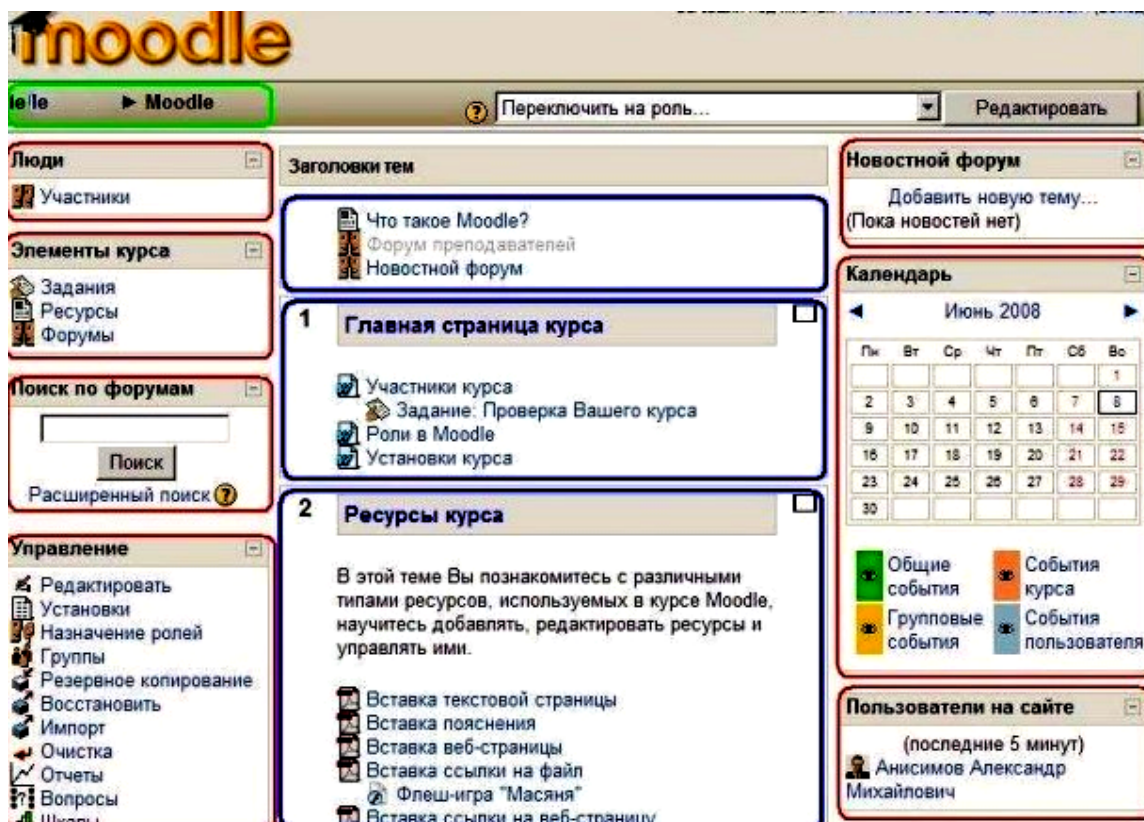 moodle
► Moodle
Переключить на роль...
Редактировать
Люди
Участники
Элементы курса
Задания
Ресурсы
Форумы
Поиск по форумам
Поиск
Расширенный поиск
Управление
Редактировать
Установки
Назначение ролей
Группы
Резервное копирование
Восстановить
Импорт
Очистка
Отчеты
Вопросы
Заголовки тем
Что такое Moodle?
Форум преподавателей
Новостной форум
1
Главная страница курса
Участники курса
Задание: Проверка Вашего курса
Роли в Moodle
Установки курса
2
Ресурсы курса
В этой теме Вы познакомитесь с различными
типами ресурсов, используемых в курсе Moodle,
научитесь добавлять, редактировать ресурсы и
управлять ими.
Вставка текстовой страницы
Вставка пояснения
Вставка веб-страницы
Вставка ссылки на файл
Флеш-игра "Масяня"
Вставка ссылки на веб-страницу
Новостной форум
Добавить новую тему...
(Пока новостей нет)
Календарь
◄ Июнь 2008 ►
Пн Вт Ср Чт Пт Сб Вс
1
2 3 4 5 6 7 8
9 10 11 12 13 14 15
16 17 18 19 20 21 22
23 24 25 26 27 28 29
30
Общие события
События курса
Групповые события
События пользователя
Пользователи на сайте
(последние 5 минут)
Анисимов Александр
Михайлович